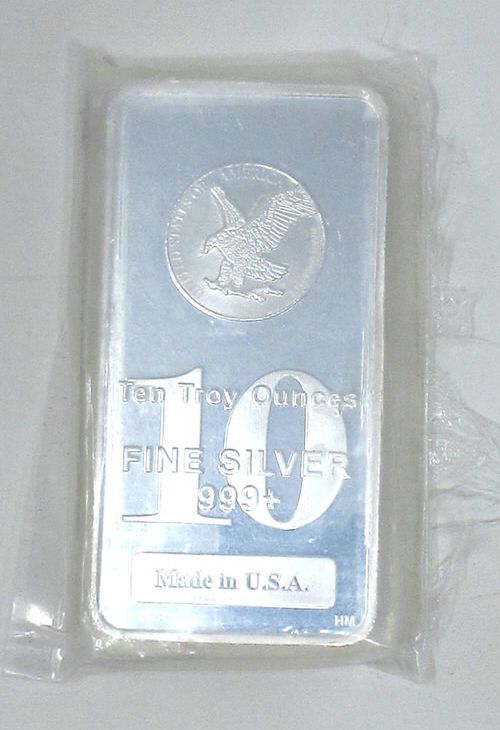 UNITED STATES OF AMERICA
10
Ten Troy Ounces
FINE SILVER
999+
Made in U.S.A.
HM